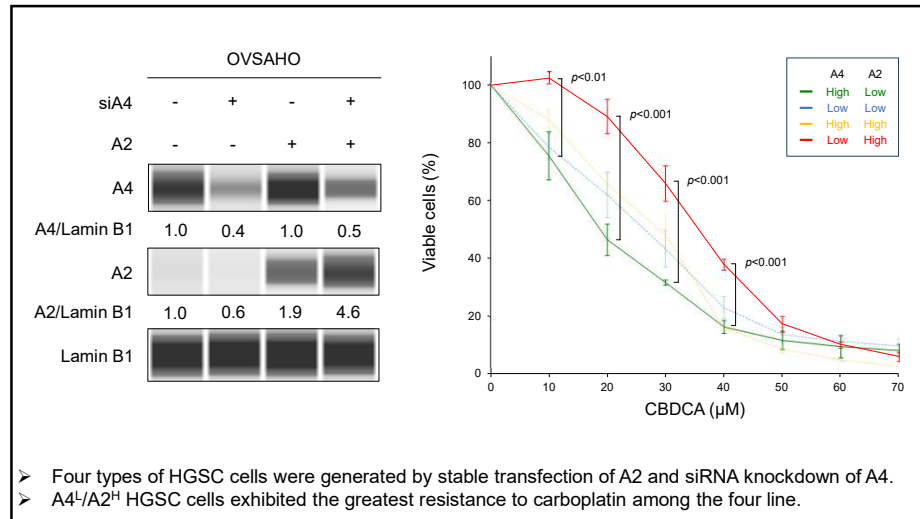 OVSAHO
siA4 - + - +
A2 - - + +
A4
A4/Lamin B1 1.0 0.4 1.0 0.5
A2
A2/Lamin B1 1.0 0.6 1.9 4.6
Lamin B1
Viable cells (%)
100
80
60
40
20
0
0 10 20 30 40 50 60 70
CBDCA (µM)
p<0.01
p<0.001
p<0.001
p<0.001
A4 A2
High Low
Low Low
High High
Low High
➢ Four types of HGSC cells were generated by stable transfection of A2 and siRNA knockdown of A4.
➢ A4ᴸ/A2ᴴ HGSC cells exhibited the greatest resistance to carboplatin among the four line.